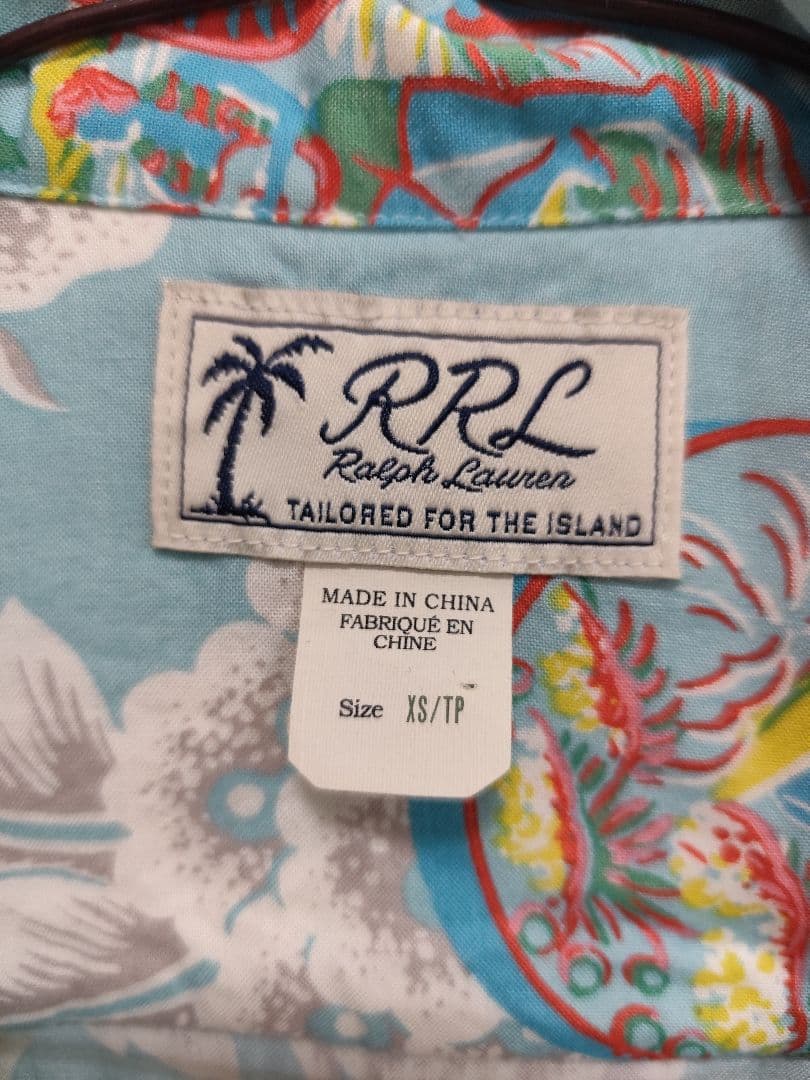 RRL
Ralph Lauren
TAILORED FOR THE ISLAND
MADE IN CHINA
FABRIQUÉ EN
CHINE
Size XS/TP